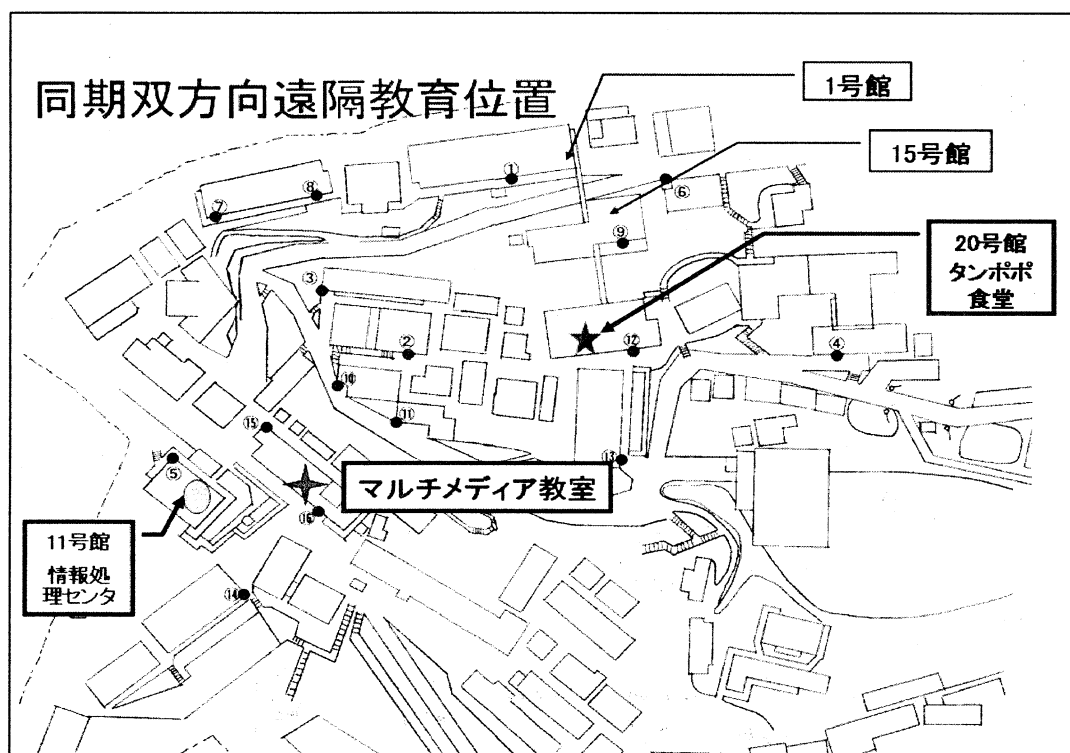 同期双方向遠隔教育位置
1号館
15号館
20号館
タンポポ
食堂
①
⑧
⑥
⑦
⑨
③
②
⑫
④
⑩
⑪
⑮
⑬
⑤
マルチメディア教室
⑯
11号館
情報処
理センタ
⑭